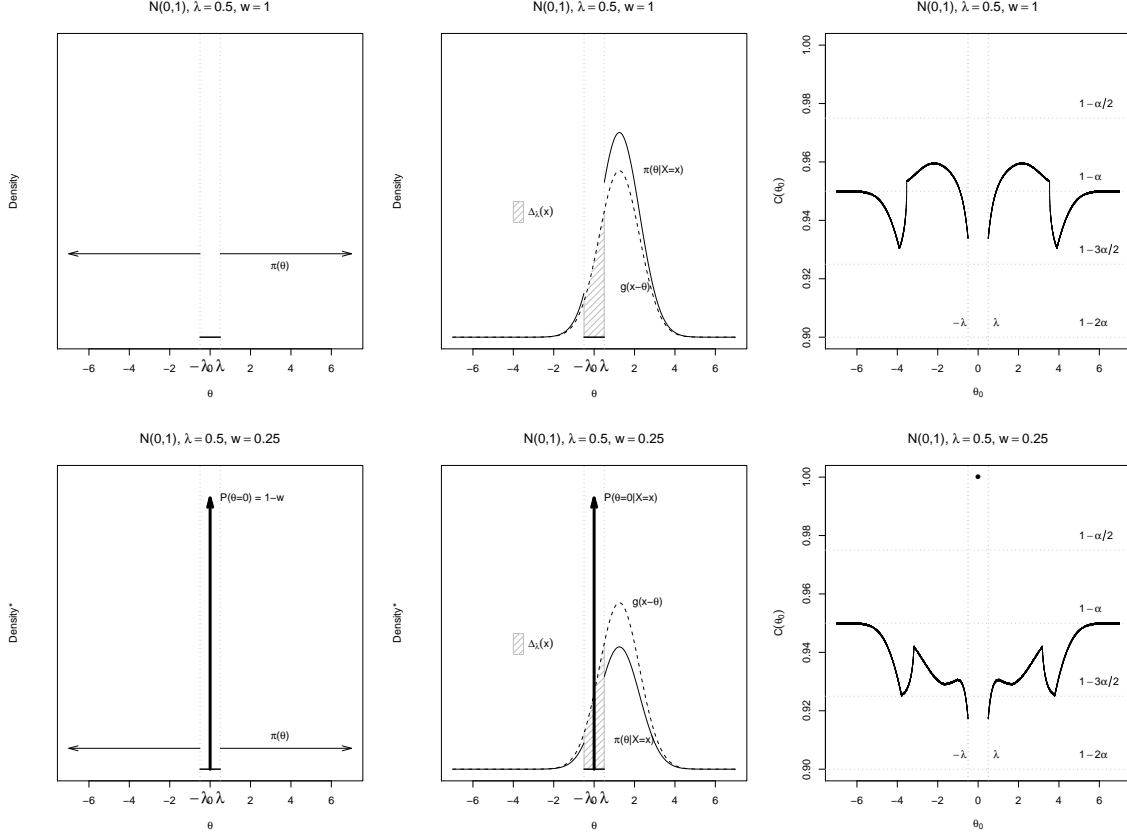 N(0,1), λ = 0.5, w = 1
Density
π(θ)
−6 −4 −2 0 2 4 6
−λ λ
θ
N(0,1), λ = 0.5, w = 1
Density
π(θ|X=x)
Δλ(x)
g(x−θ)
−6 −4 −2 0 2 4 6
−λ λ
θ
N(0,1), λ = 0.5, w = 1
C(θ0)
1.00
0.98
0.96
0.94
0.92
0.90
1−α/2
1−α
1−3α/2
1−2α
−λ λ
−6 −4 −2 0 2 4 6
θ0
N(0,1), λ = 0.5, w = 0.25
Density*
P(θ=0) = 1−w
π(θ)
−6 −4 −2 0 2 4 6
−λ λ
θ
N(0,1), λ = 0.5, w = 0.25
Density*
P(θ=0|X=x)
g(x−θ)
Δλ(x)
π(θ|X=x)
−6 −4 −2 0 2 4 6
−λ λ
θ
N(0,1), λ = 0.5, w = 0.25
C(θ0)
1.00
0.98
0.96
0.94
0.92
0.90
1−α/2
1−α
1−3α/2
1−2α
−λ λ
−6 −4 −2 0 2 4 6
θ0